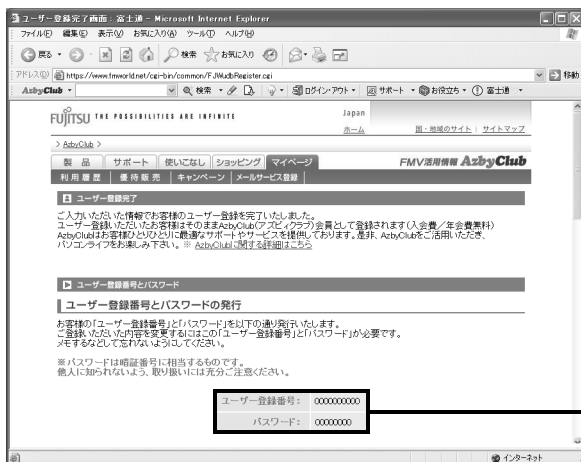 ユーザー登録完了画面：富士通 - Microsoft Internet Explorer
ファイル(F) 編集(E) 表示(V) お気に入り(A) ツール(T) ヘルプ(H)
戻る 検索 お気に入り
アドレス(D) https://www.fmworld.net/cgi-bin/common/FJWudbRegister.cgi 移動
AzbyClub 検索 ログイン・アウト サポート お役立ち 富士通
FUJITSU THE POSSIBILITIES ARE INFINITE Japan
ホーム 国・地域のサイト | サイトマップ
> AzbyClub >
製 品 サポート 使いこなし ショッピング マイページ FMV活用情報 AzbyClub
利用履歴 優待販売 キャンペーン メールサービス登録
ユーザー登録完了
ご入力いただいた情報でお客様のユーザー登録を完了いたしました。
ユーザー登録いただいたお客様はそのままAzbyClub(アズビィクラブ)会員として登録されます(入会費／年会費無料)
AzbyClubはお客様ひとりひとりに最適なサポートやサービスを提供しております。是非、AzbyClubをご活用いただき、
パソコンライフをお楽しみ下さい。※ AzbyClubに関する詳細はこちら
ユーザー登録番号とパスワード
ユーザー登録番号とパスワードの発行
お客様の「ユーザー登録番号」と「パスワード」を以下の通り発行いたします。
ご登録いただいた内容を変更するにはこの「ユーザー登録番号」と「パスワード」が必要です。
メモするなどして忘れないようにしてください。
※パスワードは暗証番号に相当するものです。
他人に知られないよう、取り扱いには充分ご注意ください。
ユーザー登録番号： 0000000000
パスワード： 00000000
インターネット